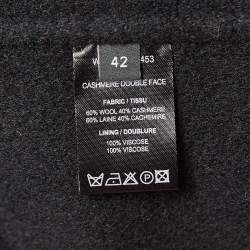 42
W 453
CASHMERE DOUBLE FACE
FABRIC / TISSU
60% WOOL 40% CASHMERE
60% LAINE 40% CACHEMIRE
LINING / DOUBLURE
100% VISCOSE
100% VISCOSE
P